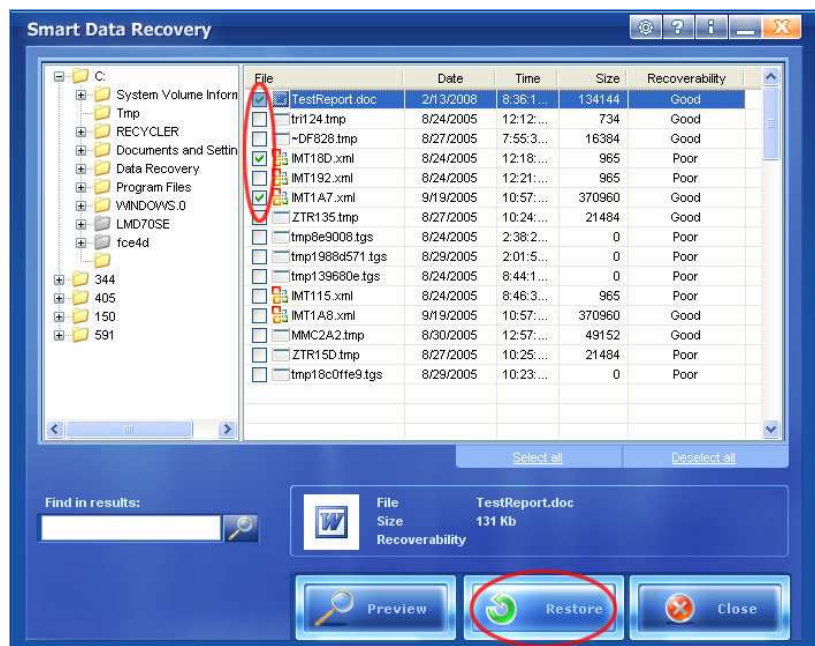 Smart Data Recovery
C:
System Volume Inform
Tmp
RECYCLER
Documents and Settin
Data Recovery
Program Files
WINDOWS.0
LMD70SE
fce4d
344
405
150
591
File Date Time Size Recoverability
TestReport.doc 2/13/2008 8:36:1... 134144 Good
tri124.tmp 8/24/2005 12:12:... 734 Good
~DF828.tmp 8/27/2005 7:55:3... 16384 Good
IMT18D.xml 8/24/2005 12:18:... 965 Poor
IMT192.xml 8/24/2005 12:21:... 965 Poor
IMT1A7.xml 9/19/2005 10:57:... 370960 Good
ZTR135.tmp 8/27/2005 10:24:... 21484 Good
tmp8e9008.tgs 8/24/2005 2:38:2... 0 Poor
tmp1988d571.tgs 8/29/2005 2:01:5... 0 Poor
tmp139680e.tgs 8/24/2005 8:44:1... 0 Poor
IMT115.xml 8/24/2005 8:46:3... 965 Poor
IMT1A8.xml 9/19/2005 10:57:... 370960 Good
MMC2A2.tmp 8/30/2005 12:57:... 49152 Good
ZTR15D.tmp 8/27/2005 10:25:... 21484 Poor
tmp18c0ffe9.tgs 8/29/2005 10:23:... 0 Poor
Select all Deselect all
Find in results:
File TestReport.doc
Size 131 Kb
Recoverability
Preview Restore Close